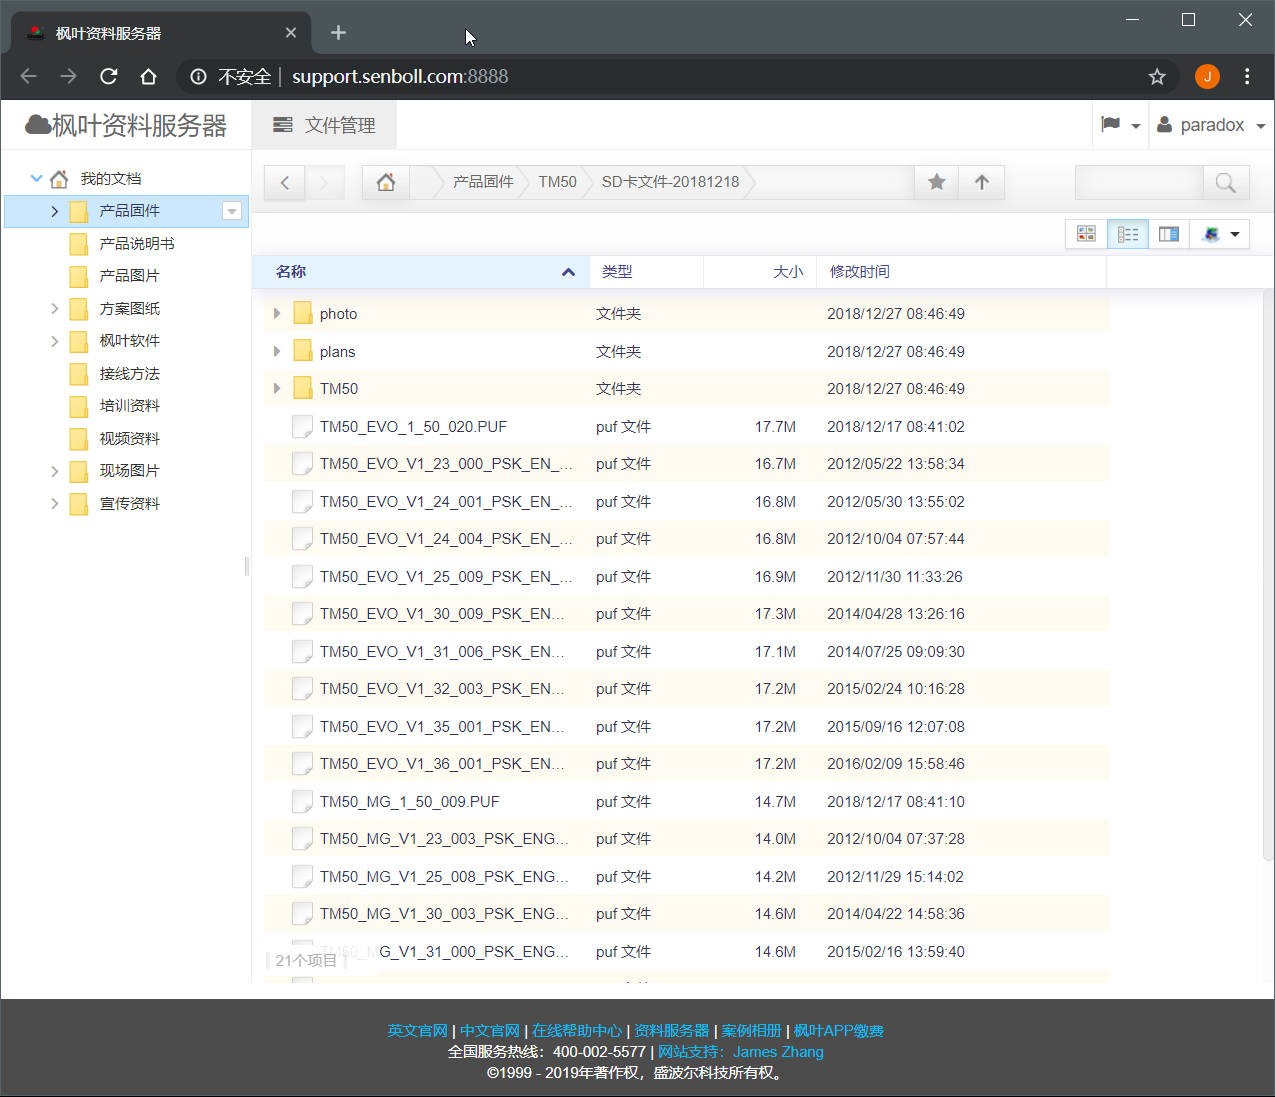 枫叶资料服务器
不安全 | support.senboll.com:8888
J
枫叶资料服务器
文件管理
paradox
我的文档
产品固件
产品说明书
产品图片
方案图纸
枫叶软件
接线方法
培训资料
视频资料
现场图片
宣传资料
产品固件 TM50 SD卡文件-20181218
名称 类型 大小 修改时间
photo 文件夹 2018/12/27 08:46:49
plans 文件夹 2018/12/27 08:46:49
TM50 文件夹 2018/12/27 08:46:49
TM50_EVO_1_50_020.PUF puf 文件 17.7M 2018/12/17 08:41:02
TM50_EVO_V1_23_000_PSK_EN_... puf 文件 16.7M 2012/05/22 13:58:34
TM50_EVO_V1_24_001_PSK_EN_... puf 文件 16.8M 2012/05/30 13:55:02
TM50_EVO_V1_24_004_PSK_EN_... puf 文件 16.8M 2012/10/04 07:57:44
TM50_EVO_V1_25_009_PSK_EN_... puf 文件 16.9M 2012/11/30 11:33:26
TM50_EVO_V1_30_009_PSK_EN... puf 文件 17.3M 2014/04/28 13:26:16
TM50_EVO_V1_31_006_PSK_EN... puf 文件 17.1M 2014/07/25 09:09:30
TM50_EVO_V1_32_003_PSK_EN... puf 文件 17.2M 2015/02/24 10:16:28
TM50_EVO_V1_35_001_PSK_EN... puf 文件 17.2M 2015/09/16 12:07:08
TM50_EVO_V1_36_001_PSK_EN... puf 文件 17.2M 2016/02/09 15:58:46
TM50_MG_1_50_009.PUF puf 文件 14.7M 2018/12/17 08:41:10
TM50_MG_V1_23_003_PSK_ENG... puf 文件 14.0M 2012/10/04 07:37:28
TM50_MG_V1_25_008_PSK_ENG... puf 文件 14.2M 2012/11/29 15:14:02
TM50_MG_V1_30_003_PSK_ENG... puf 文件 14.6M 2014/04/22 14:58:36
TM50_MG_V1_31_000_PSK_ENG... puf 文件 14.6M 2015/02/16 13:59:40
21个项目
英文官网 | 中文官网 | 在线帮助中心 | 资料服务器 | 案例相册 | 枫叶APP缴费
全国服务热线：400-002-5577 | 网站支持：James Zhang
©1999 - 2019年著作权，盛波尔科技所有权。